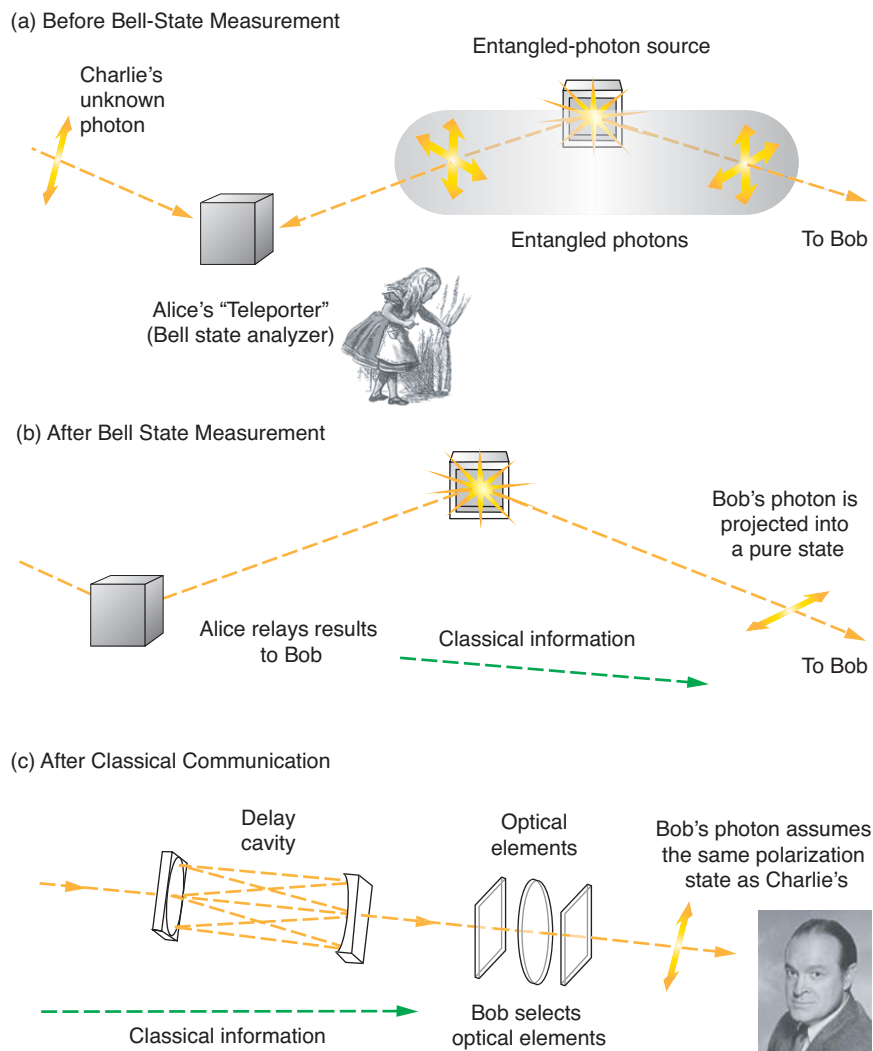 (a) Before Bell-State Measurement
Entangled-photon source
Charlie’s
unknown
photon
Entangled photons
To Bob
Alice’s “Teleporter”
(Bell state analyzer)
(b) After Bell State Measurement
Bob’s photon is
projected into
a pure state
Alice relays results
to Bob
Classical information
To Bob
(c) After Classical Communication
Delay
cavity
Optical
elements
Bob’s photon assumes
the same polarization
state as Charlie’s
Classical information
Bob selects
optical elements